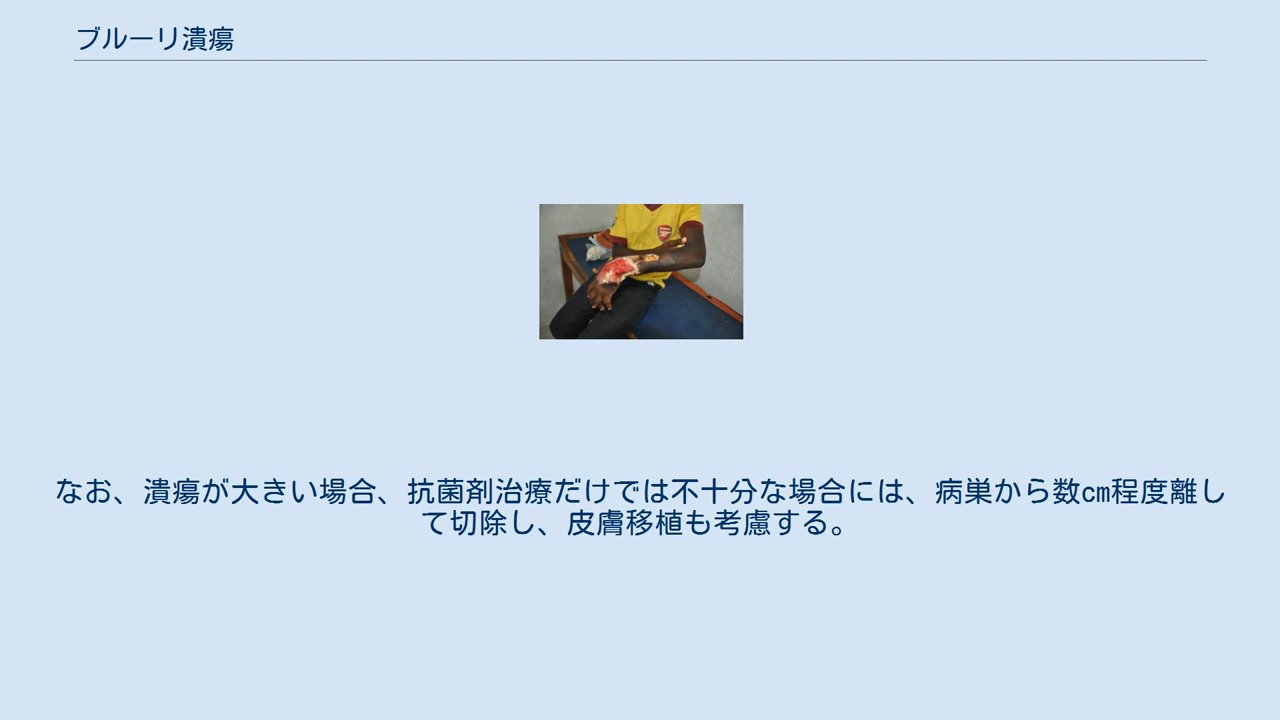 ブルーリ潰瘍
なお、潰瘍が大きい場合、抗菌剤治療だけでは不十分な場合には、病巣から数㎝程度離し
て切除し、皮膚移植も考慮する。